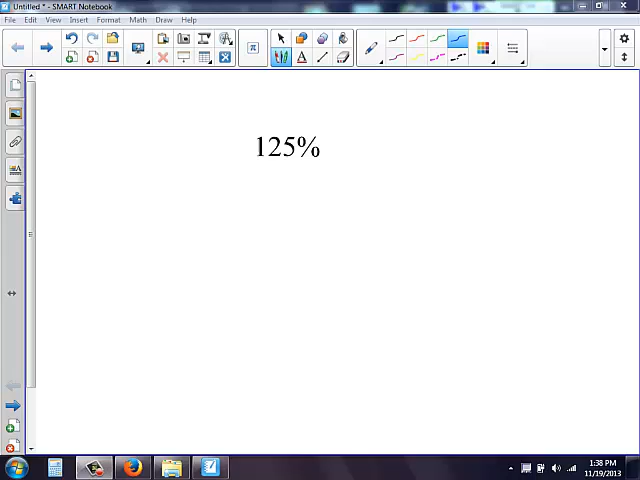 Untitled * - SMART Notebook
File Edit View Insert Format Math Draw Help
π
A
125%
1:38 PM
11/19/2013